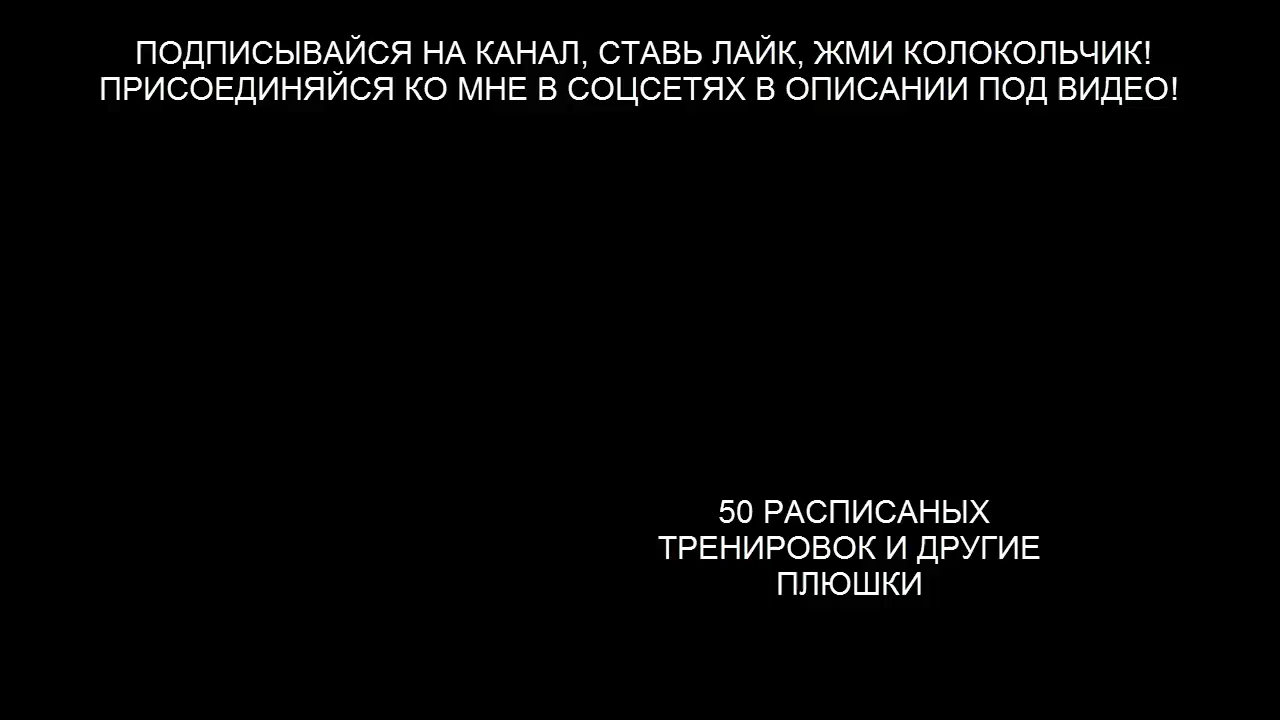 ПОДПИСЫВАЙСЯ НА КАНАЛ, СТАВЬ ЛАЙК, ЖМИ КОЛОКОЛЬЧИК!
ПРИСОЕДИНЯЙСЯ КО МНЕ В СОЦСЕТЯХ В ОПИСАНИИ ПОД ВИДЕО!
50 РАСПИСАНЫХ
ТРЕНИРОВОК И ДРУГИЕ
ПЛЮШКИ